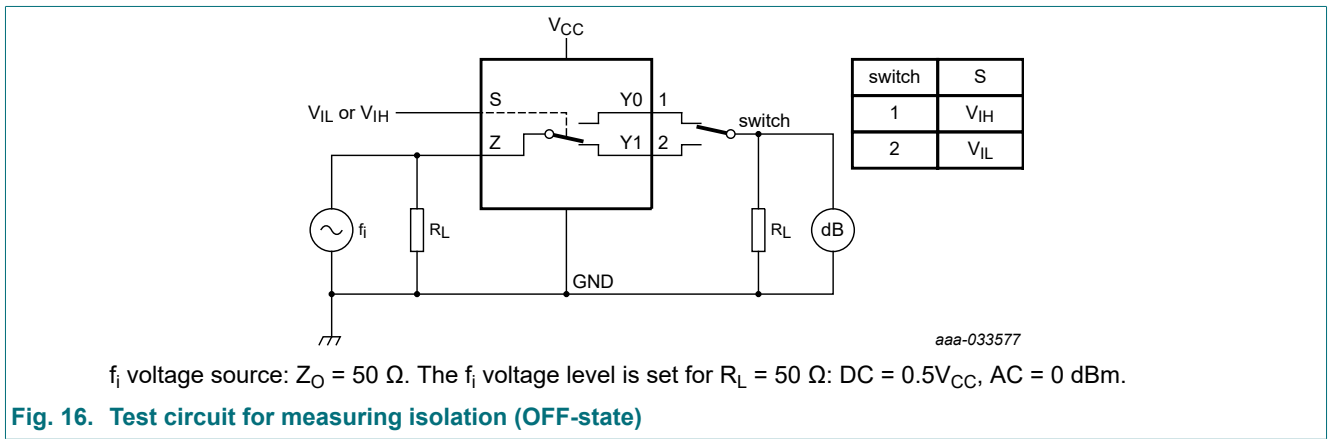 VCC
switch S
1 VIH
2 VIL
VIL or VIH
S
Z
Y0 1
Y1 2
switch
fi
RL
RL
dB
GND
aaa-033577
fi voltage source: ZO = 50 Ω. The fi voltage level is set for RL = 50 Ω: DC = 0.5VCC, AC = 0 dBm.
Fig. 16. Test circuit for measuring isolation (OFF-state)